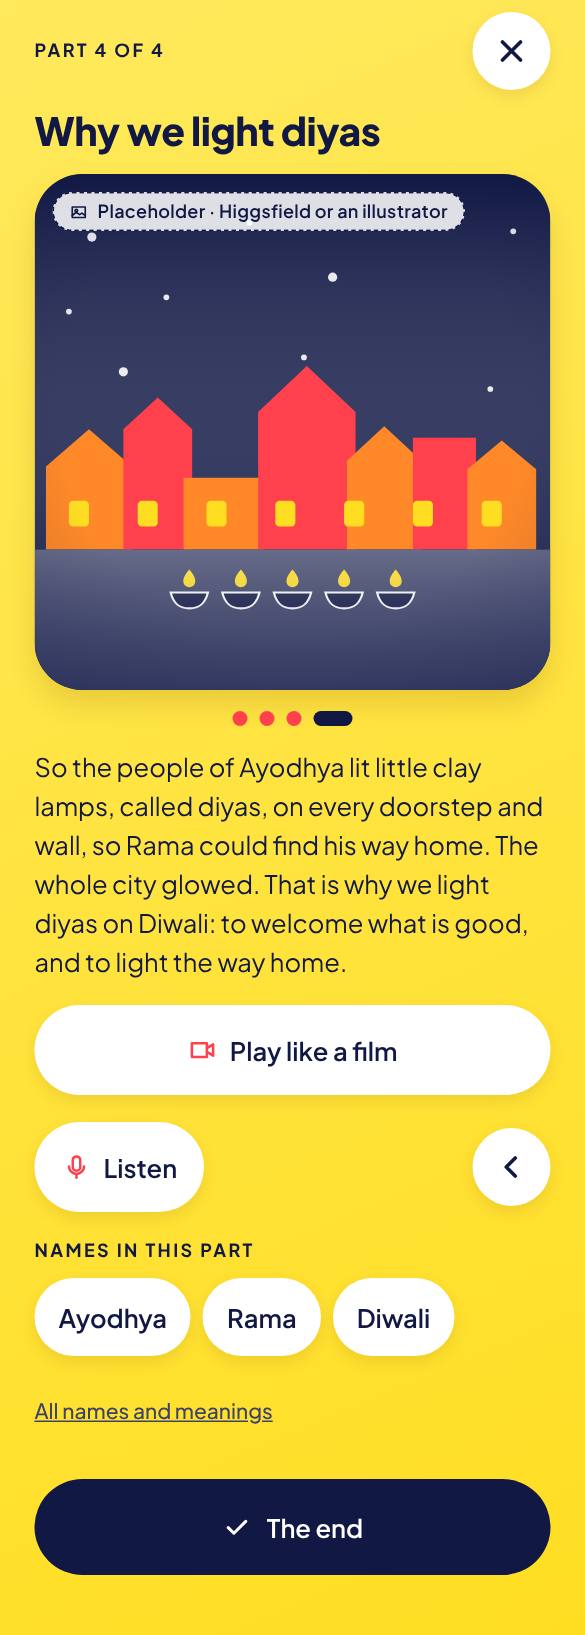 PART 4 OF 4
Why we light diyas
Placeholder · Higgsfield or an illustrator
So the people of Ayodhya lit little clay
lamps, called diyas, on every doorstep and
wall, so Rama could find his way home. The
whole city glowed. That is why we light
diyas on Diwali: to welcome what is good,
and to light the way home.
Play like a film
Listen
NAMES IN THIS PART
Ayodhya Rama Diwali
All names and meanings
The end